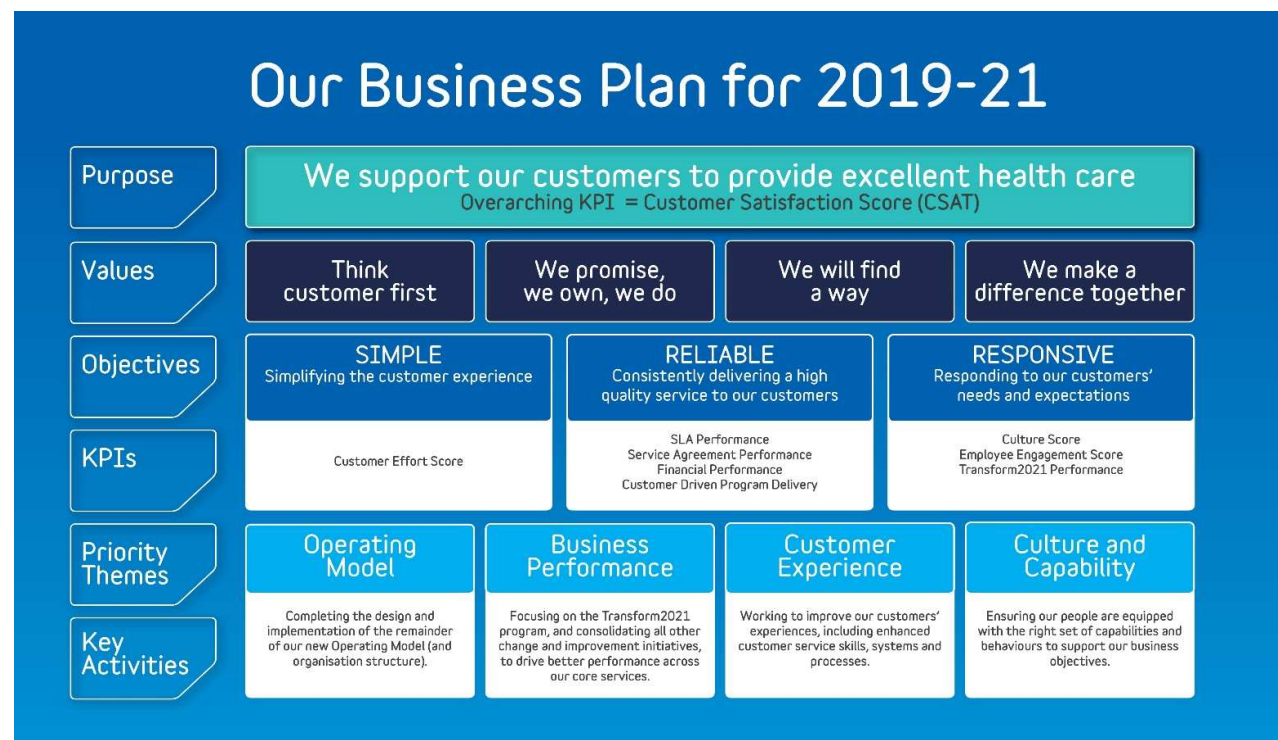 Our Business Plan for 2019-21
Purpose
We support our customers to provide excellent health care
Overarching KPI = Customer Satisfaction Score (CSAT)
Values
Think
customer first
We promise,
we own, we do
We will find
a way
We make a
difference together
Objectives
SIMPLE
Simplifying the customer experience
RELIABLE
Consistently delivering a high
quality service to our customers
RESPONSIVE
Responding to our customers'
needs and expectations
KPIs
Customer Effort Score
SLA Performance
Service Agreement Performance
Financial Performance
Customer Driven Program Delivery
Culture Score
Employee Engagement Score
Transform2021 Performance
Priority
Themes
Operating
Model
Business
Performance
Customer
Experience
Culture and
Capability
Key
Activities
Completing the design and
implementation of the remainder
of our new Operating Model (and
organisation structure).
Focusing on the Transform2021
program, and consolidating all other
change and improvement initiatives,
to drive better performance across
our core services.
Working to improve our customers'
experiences, including enhanced
customer service skills, systems and
processes.
Ensuring our people are equipped
with the right set of capabilities and
behaviours to support our business
objectives.